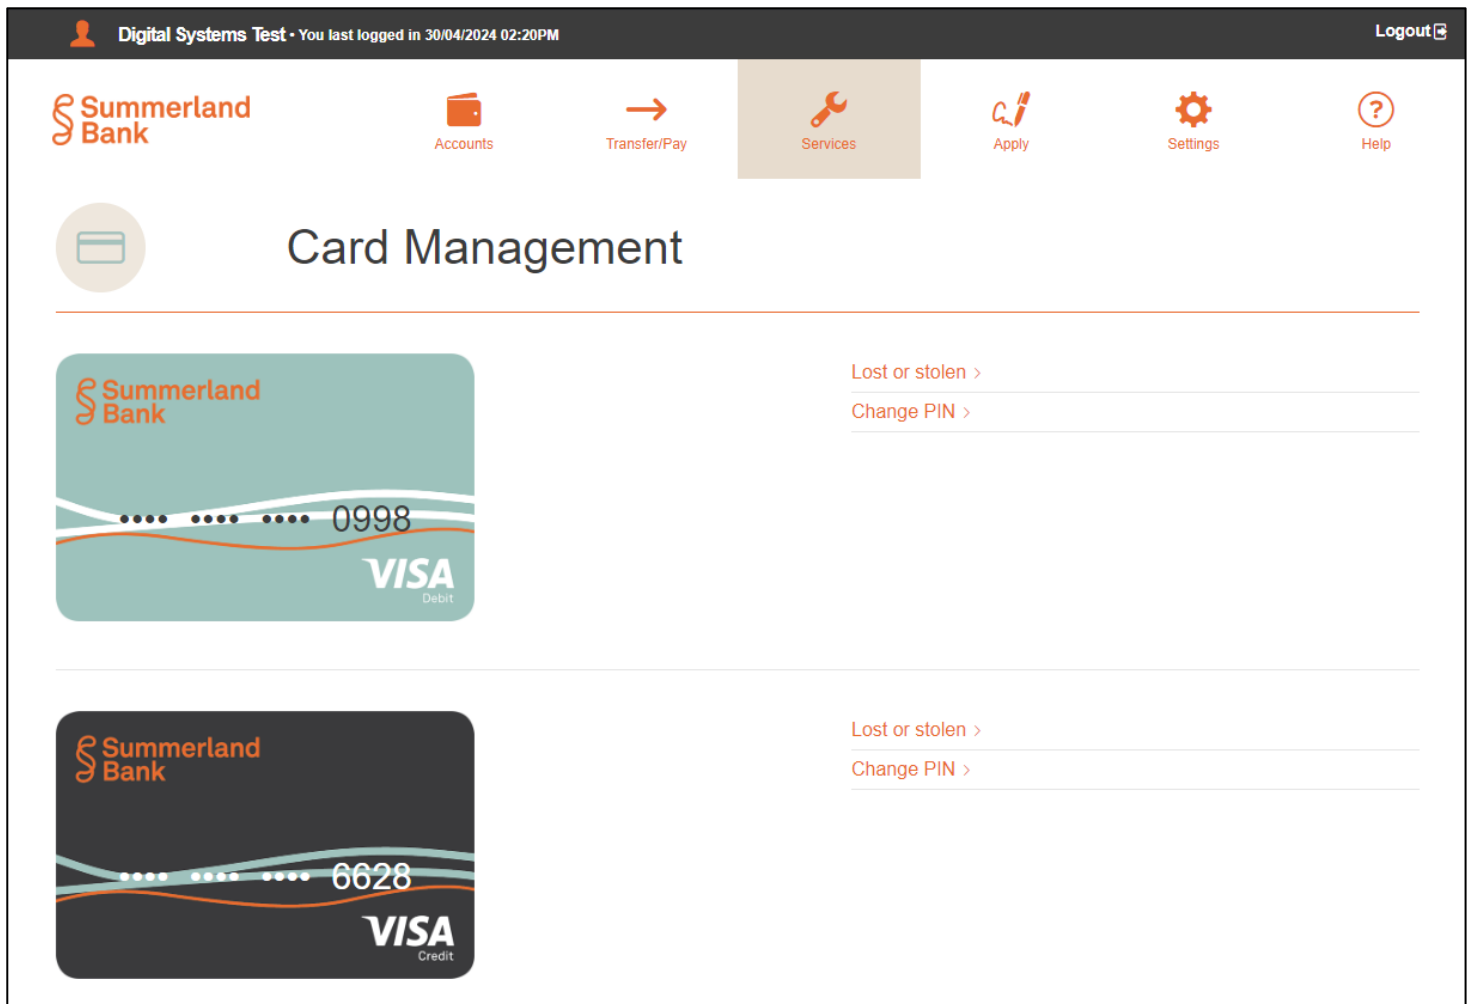 Digital Systems Test • You last logged in 30/04/2024 02:20PM
Logout
Summerland
Bank
Accounts
Transfer/Pay
Services
Apply
Settings
?
Help
Card Management
Summerland
Bank
•••• •••• •••• 0998
VISA
Debit
Lost or stolen >
Change PIN >
Summerland
Bank
•••• •••• •••• 6628
VISA
Credit
Lost or stolen >
Change PIN >